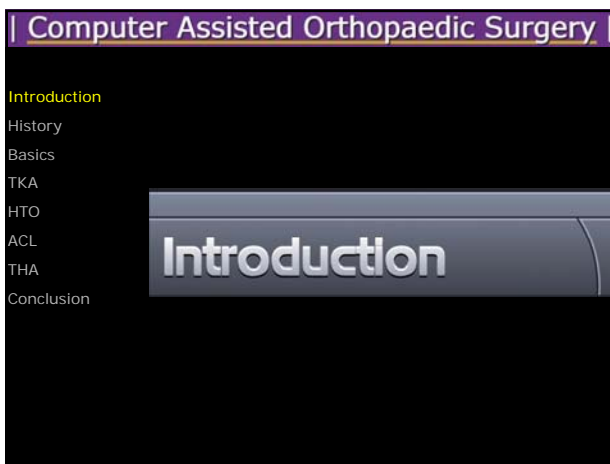 | Computer Assisted Orthopaedic Surgery |
Introduction
History
Basics
TKA
HTO
ACL
THA
Conclusion
Introduction